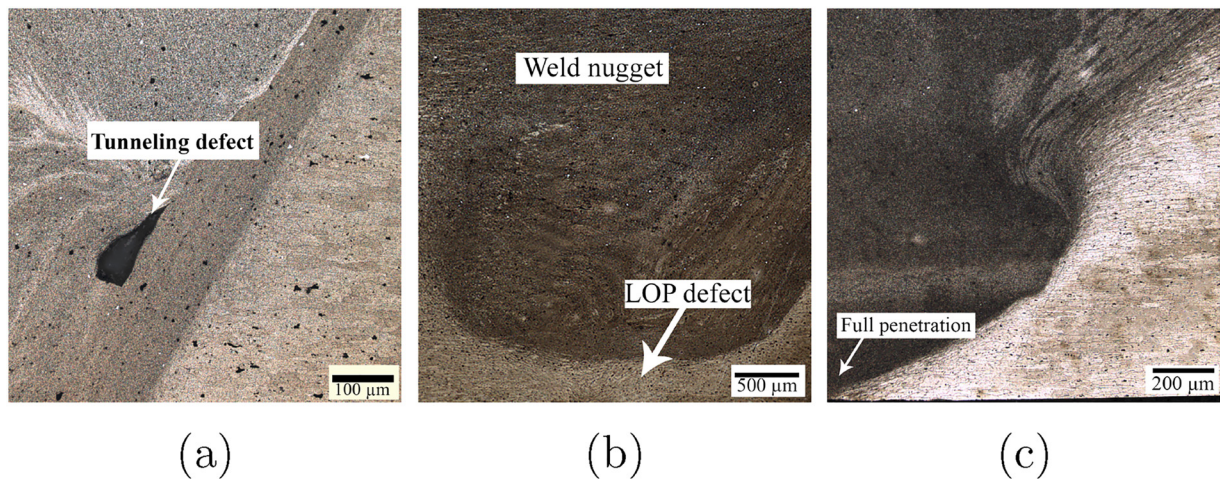 Tunneling defect
100 µm
Weld nugget
LOP defect
500 µm
Full penetration
200 µm
(a)
(b)
(c)